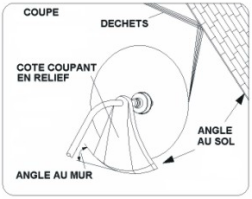 COUPE
DECHETS
COTE COUPANT
EN RELIEF
ANGLE
AU SOL
ANGLE AU MUR